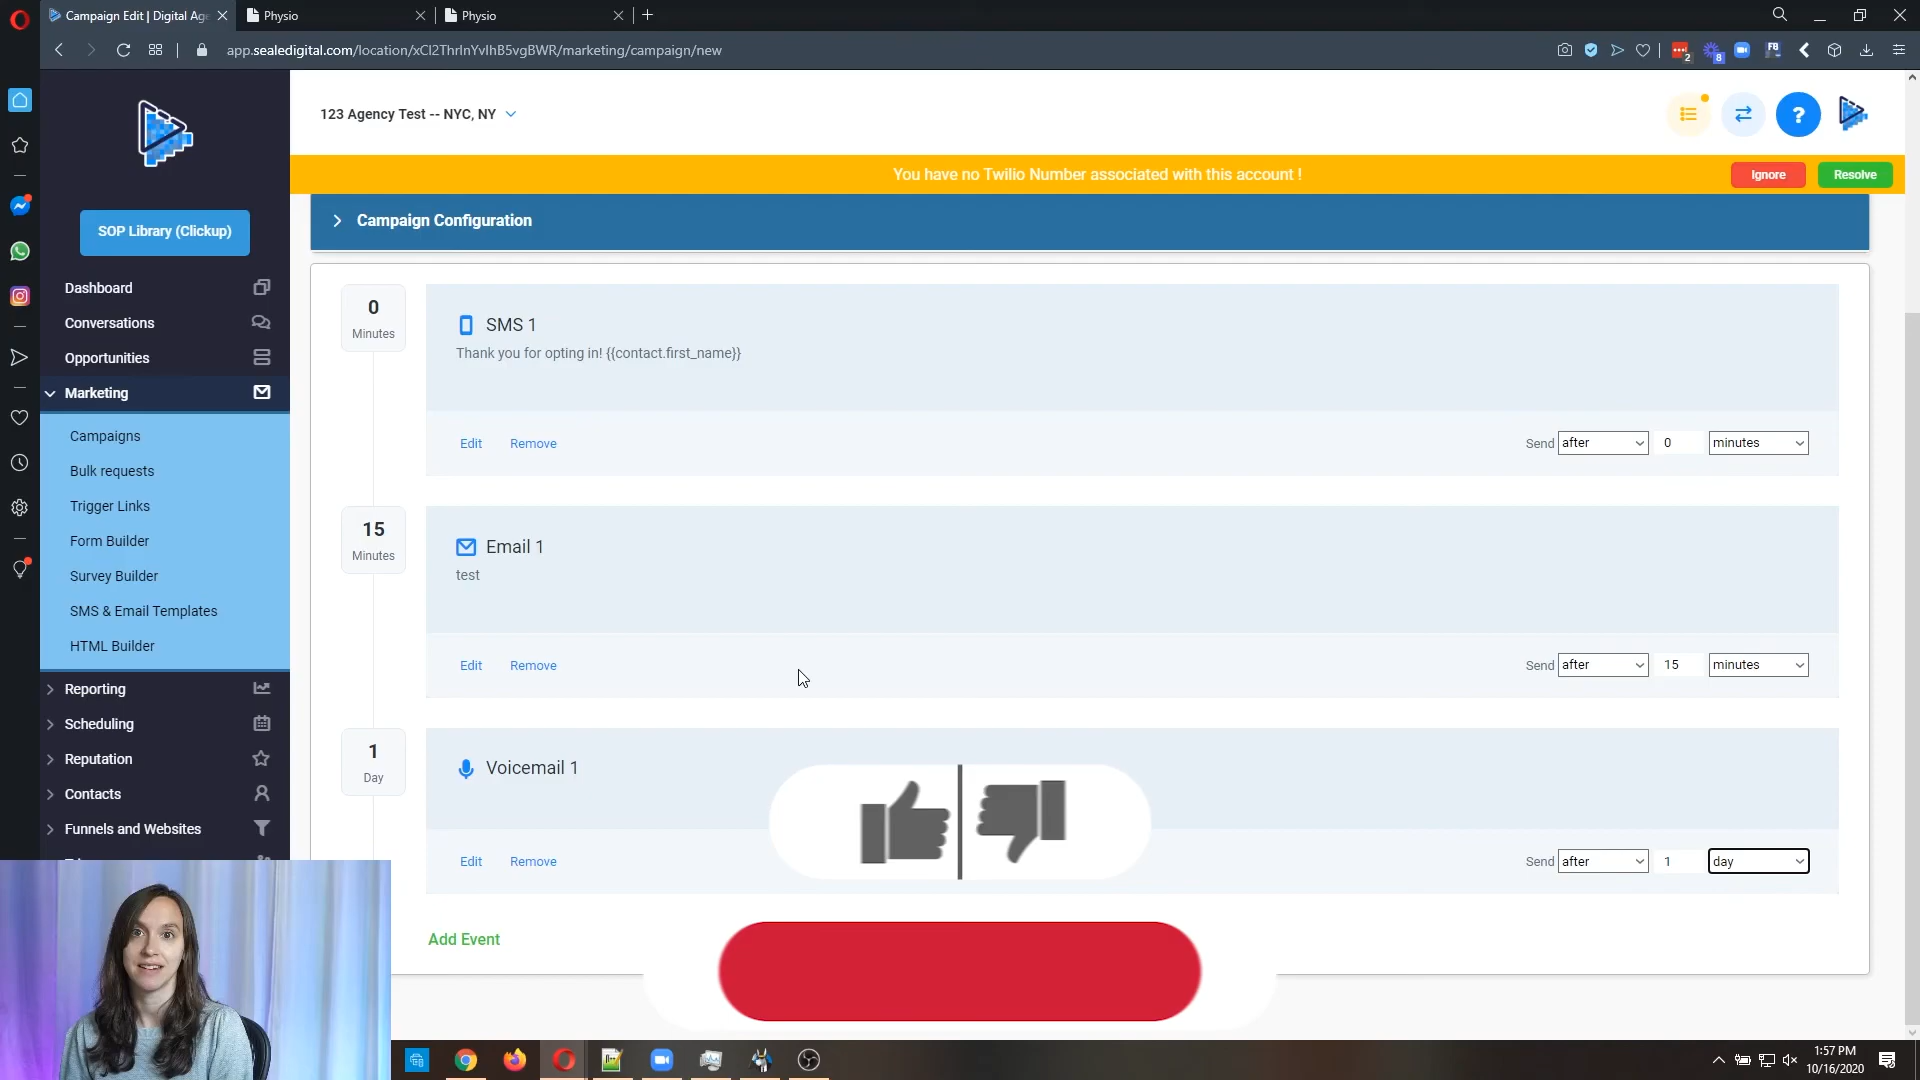 Campaign Edit | Digital Age
Physio
Physio
app.sealedigital.com/location/xCl2ThrInYvIhB5vgBWR/marketing/campaign/new
2
8
FB
123 Agency Test -- NYC, NY
?
You have no Twilio Number associated with this account !
Ignore
Resolve
SOP Library (Clickup)
Dashboard
Conversations
Opportunities
Marketing
Campaigns
Bulk requests
Trigger Links
Form Builder
Survey Builder
SMS & Email Templates
HTML Builder
Reporting
Scheduling
Reputation
Contacts
Funnels and Websites
Campaign Configuration
0
Minutes
SMS 1
Thank you for opting in! {{contact.first_name}}
Edit Remove
Send after 0 minutes
15
Minutes
Email 1
test
Edit Remove
Send after 15 minutes
1
Day
Voicemail 1
Edit Remove
Send after 1 day
Add Event
1:57 PM
10/16/2020